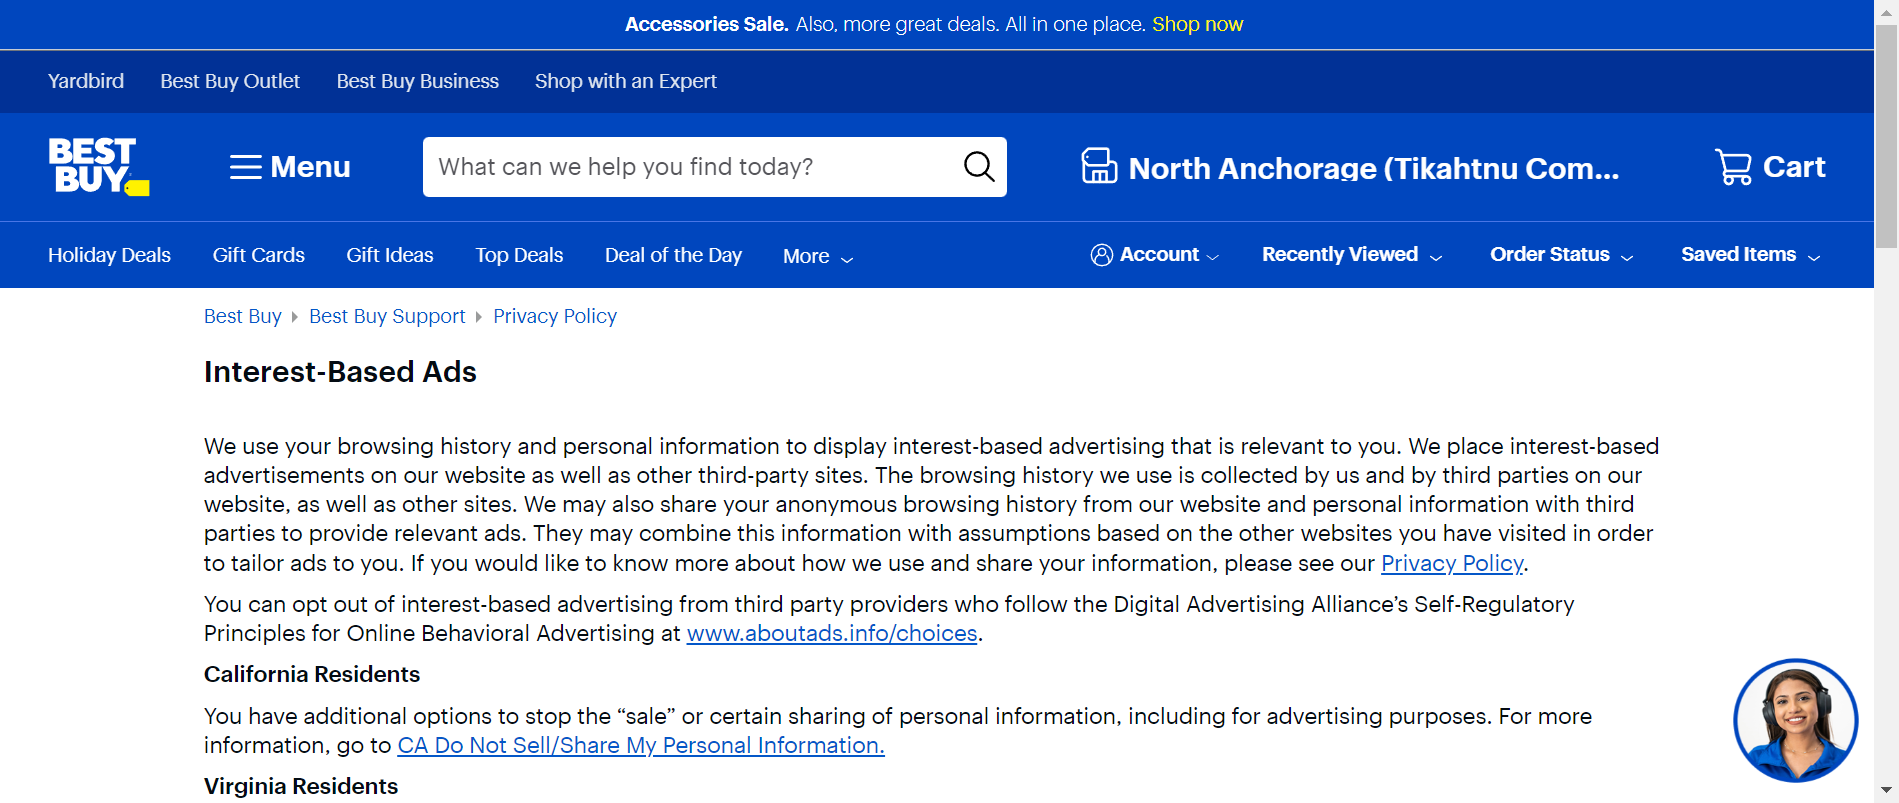 Accessories Sale. Also, more great deals. All in one place. Shop now
Yardbird Best Buy Outlet Best Buy Business Shop with an Expert
BEST
BUY
Menu
What can we help you find today?
North Anchorage (Tikahtnu Com...
Cart
Holiday Deals Gift Cards Gift Ideas Top Deals Deal of the Day More Account Recently Viewed Order Status Saved Items
Best Buy Best Buy Support Privacy Policy
Interest-Based Ads
We use your browsing history and personal information to display interest-based advertising that is relevant to you. We place interest-based
advertisements on our website as well as other third-party sites. The browsing history we use is collected by us and by third parties on our
website, as well as other sites. We may also share your anonymous browsing history from our website and personal information with third
parties to provide relevant ads. They may combine this information with assumptions based on the other websites you have visited in order
to tailor ads to you. If you would like to know more about how we use and share your information, please see our Privacy Policy.
You can opt out of interest-based advertising from third party providers who follow the Digital Advertising Alliance’s Self-Regulatory
Principles for Online Behavioral Advertising at www.aboutads.info/choices.
California Residents
You have additional options to stop the “sale” or certain sharing of personal information, including for advertising purposes. For more
information, go to CA Do Not Sell/Share My Personal Information.
Virginia Residents